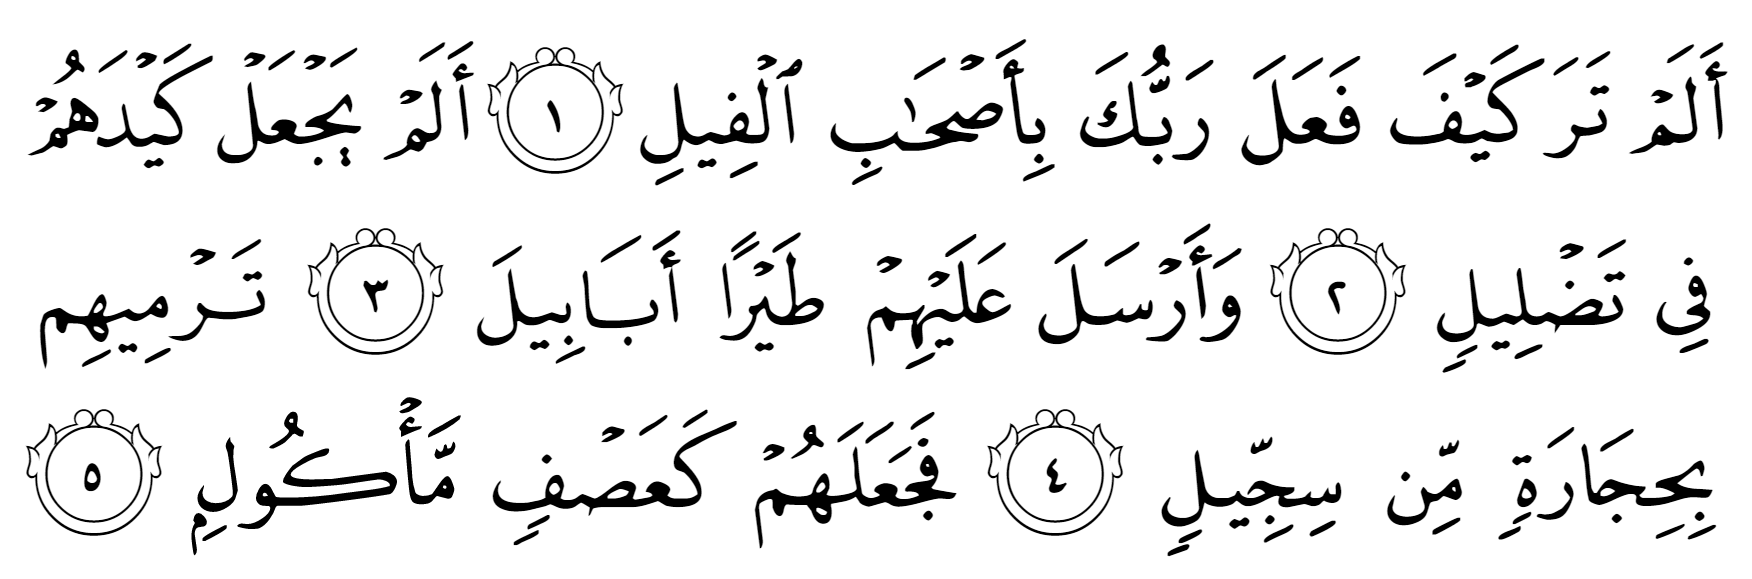 أَلَمۡ تَرَ كَيۡفَ فَعَلَ رَبُّكَ بِأَصۡحَٰبِ ٱلۡفِيلِ ١ أَلَمۡ يَجۡعَلۡ كَيۡدَهُمۡ
فِي تَضۡلِيلٖ ٢ وَأَرۡسَلَ عَلَيۡهِمۡ طَيۡرًا أَبَابِيلَ ٣ تَرۡمِيهِم
بِحِجَارَةٖ مِّن سِجِّيلٖ ٤ فَجَعَلَهُمۡ كَعَصۡفٖ مَّأۡكُولِۭ ٥